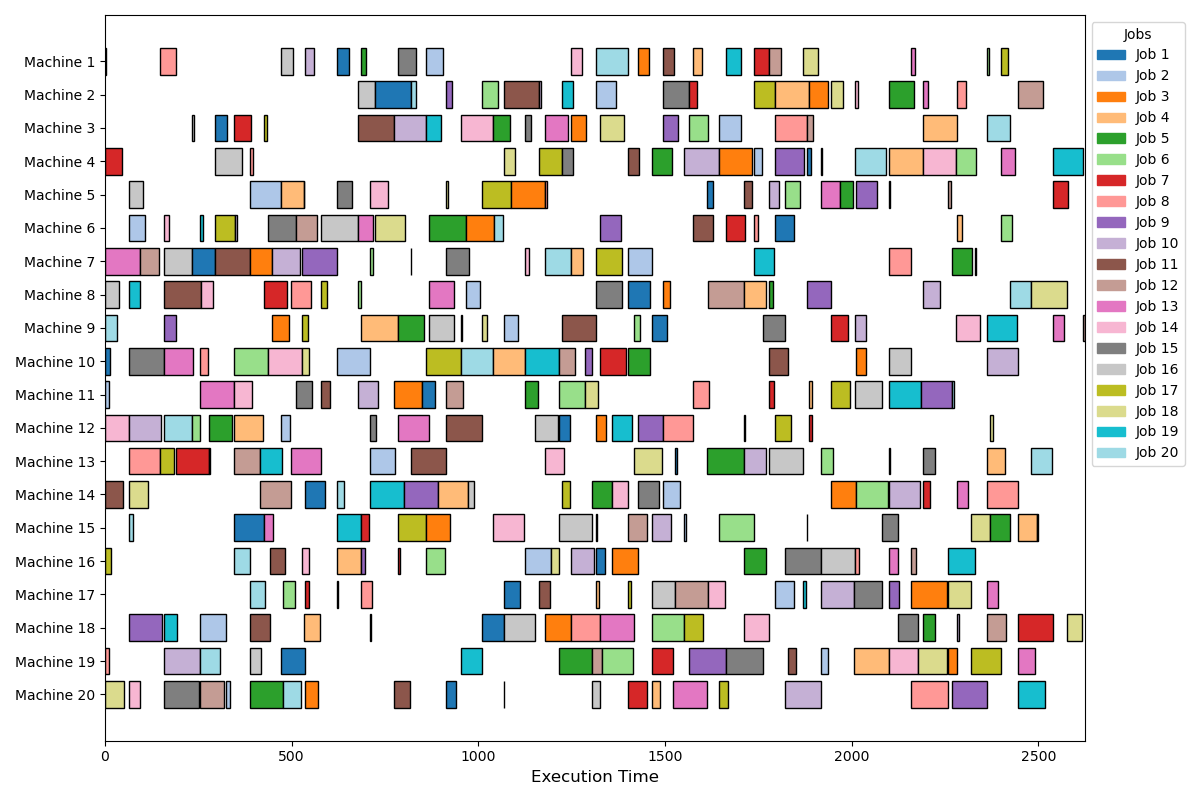 Machine 1
Machine 2
Machine 3
Machine 4
Machine 5
Machine 6
Machine 7
Machine 8
Machine 9
Machine 10
Machine 11
Machine 12
Machine 13
Machine 14
Machine 15
Machine 16
Machine 17
Machine 18
Machine 19
Machine 20
0 500 1000 1500 2000 2500
Execution Time
Jobs
Job 1
Job 2
Job 3
Job 4
Job 5
Job 6
Job 7
Job 8
Job 9
Job 10
Job 11
Job 12
Job 13
Job 14
Job 15
Job 16
Job 17
Job 18
Job 19
Job 20